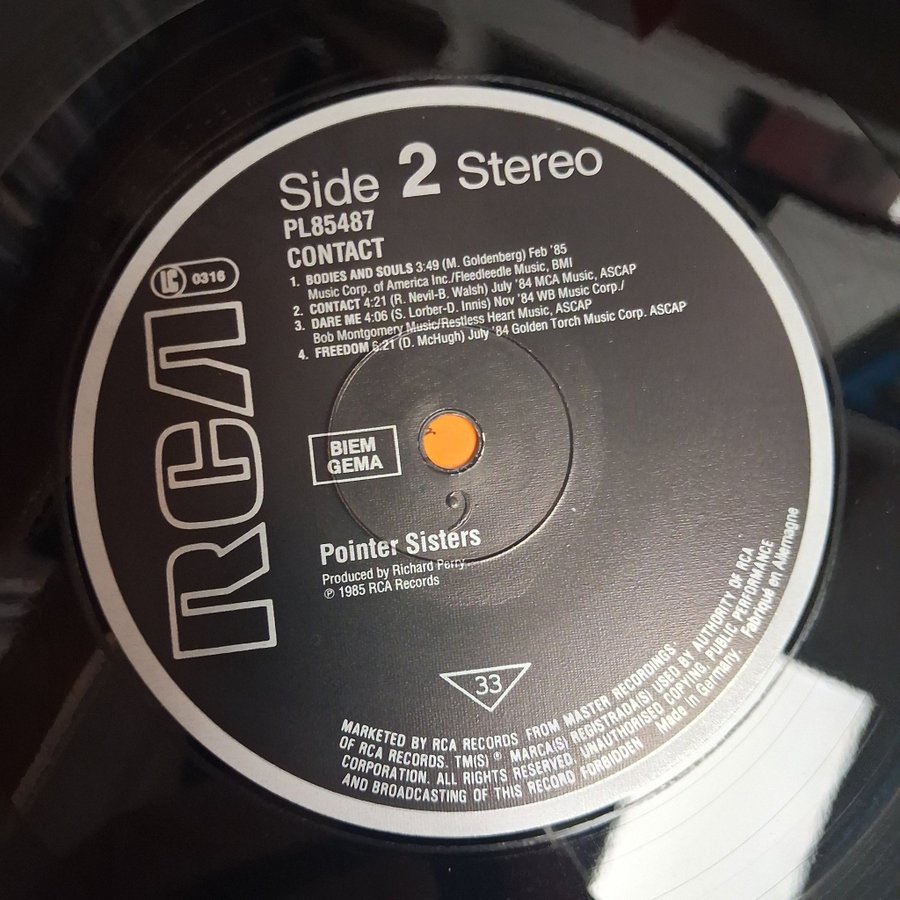 Side 2 Stereo
PL85487
CONTACT
1. BODIES AND SOULS 3:49 (M. Goldenberg) Feb '85
Music Corp. of America Inc./Fleedleedle Music, BMI
2. CONTACT 4:21 (R. Nevil-B. Walsh) July '84 MCA Music, ASCAP
3. DARE ME 4:06 (S. Lorber-D. Innis) Nov '84 WB Music Corp./
Bob Montgomery Music/Restless Heart Music, ASCAP
4. FREEDOM 6:21 (D. McHugh) July '84 Golden Torch Music Corp. ASCAP
LC 0316
RCA
BIEM
GEMA
Pointer Sisters
Produced by Richard Perry
℗ 1985 RCA Records
33
MARKETED BY RCA RECORDS. FROM MASTER RECORDINGS
OF RCA RECORDS. TM(S) ® MARCA(S) REGISTRADA(S) USED BY AUTHORITY OF RCA
CORPORATION. ALL RIGHTS RESERVED. UNAUTHORISED COPYING. PUBLIC PERFORMANCE
AND BROADCASTING OF THIS RECORD FORBIDDEN Made in Germany. Fabriqué en Allemagne